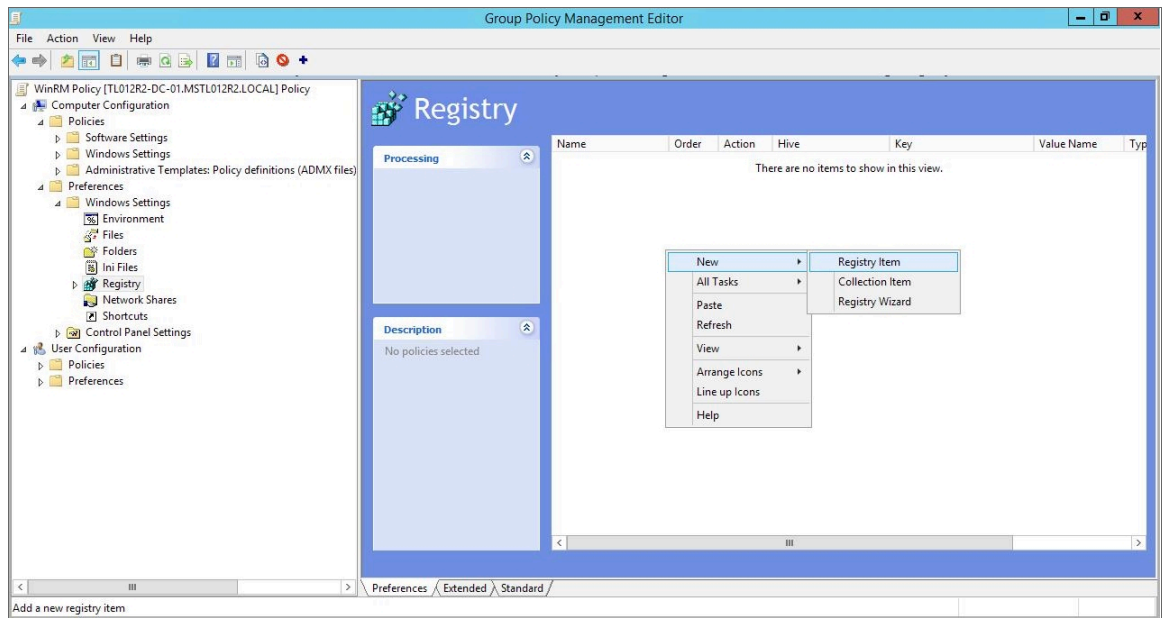 Group Policy Management Editor
File Action View Help
WinRM Policy [TL012R2-DC-01.MSTL012R2.LOCAL] Policy
Computer Configuration
Policies
Software Settings
Windows Settings
Administrative Templates: Policy definitions (ADMX files)
Preferences
Windows Settings
Environment
Files
Folders
Ini Files
Registry
Network Shares
Shortcuts
Control Panel Settings
User Configuration
Policies
Preferences
Registry
Processing
Description
No policies selected
Name Order Action Hive Key Value Name Typ
There are no items to show in this view.
New
All Tasks
Paste
Refresh
View
Arrange Icons
Line up Icons
Help
Registry Item
Collection Item
Registry Wizard
Preferences Extended Standard
Add a new registry item